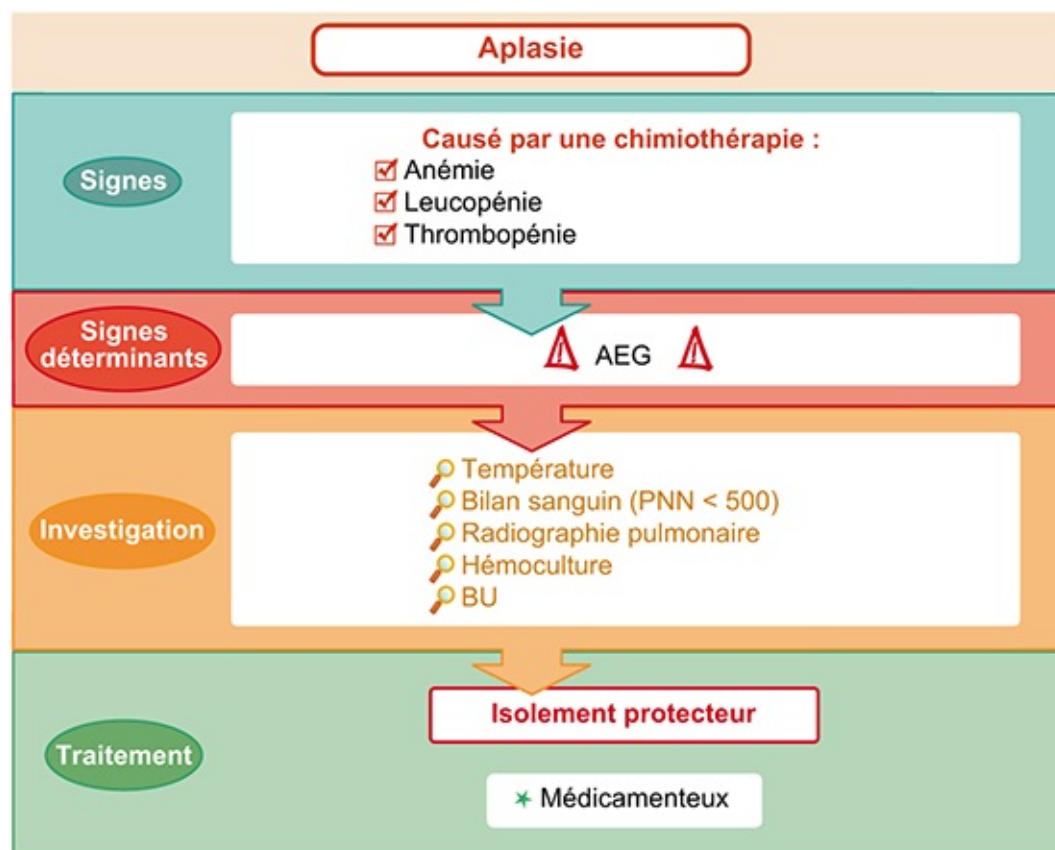 Aplasie
Signes
Causé par une chimiothérapie :
Anémie
Leucopénie
Thrombopénie
Signes
déterminants
AEG
Investigation
Température
Bilan sanguin (PNN < 500)
Radiographie pulmonaire
Hémoculture
BU
Traitement
Isolement protecteur
Médicamenteux